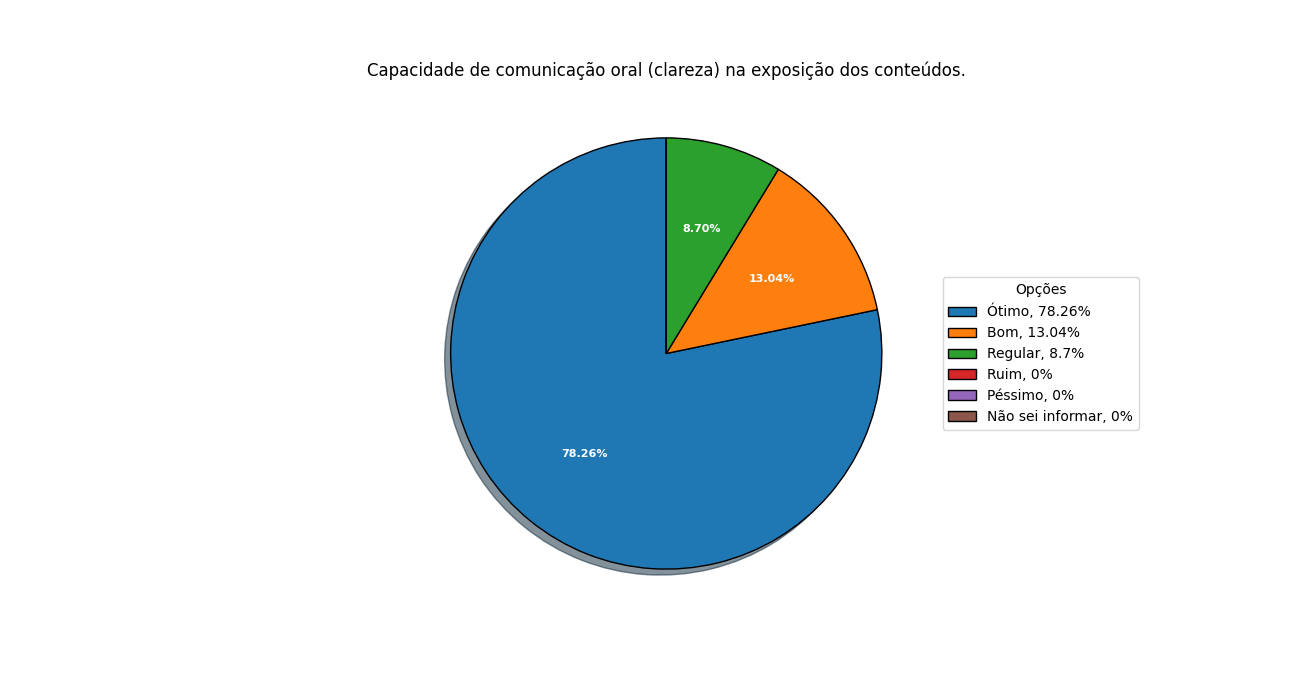 Capacidade de comunicação oral (clareza) na exposição dos conteúdos.
8.70%
13.04%
78.26%
Opções
Ótimo, 78.26%
Bom, 13.04%
Regular, 8.7%
Ruim, 0%
Péssimo, 0%
Não sei informar, 0%